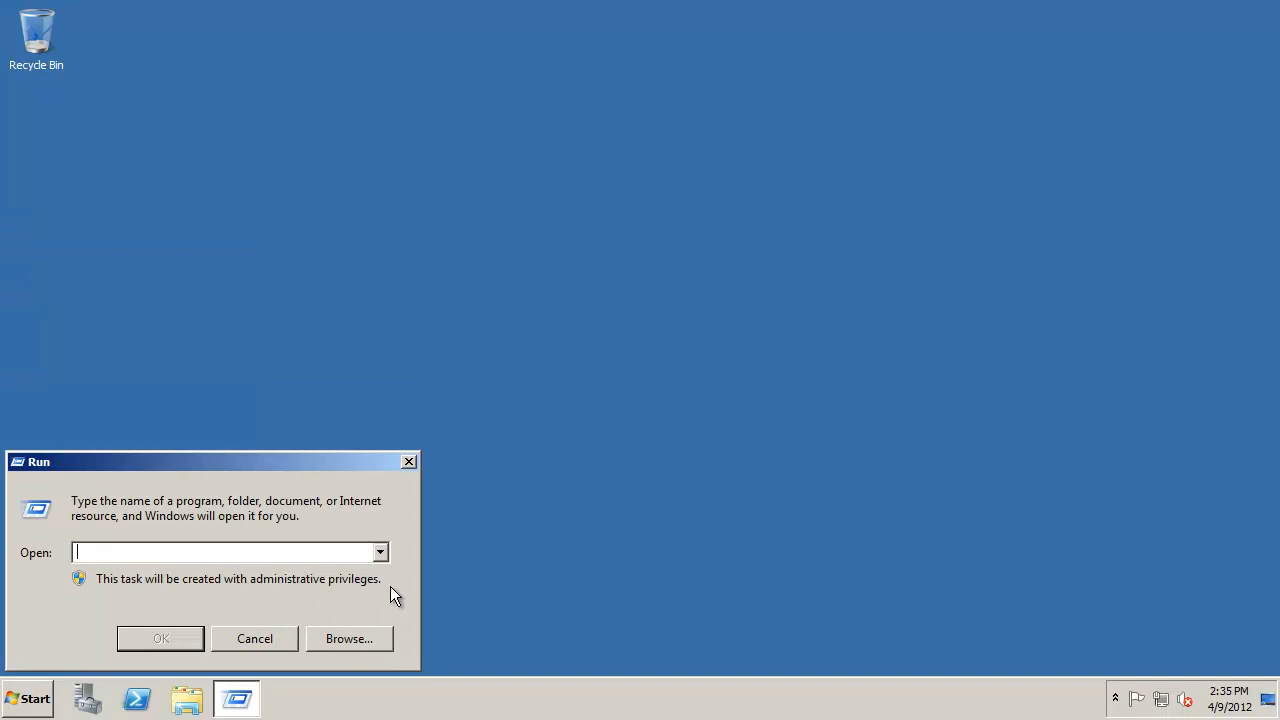 Recycle Bin
Run
Type the name of a program, folder, document, or Internet
resource, and Windows will open it for you.
Open:
This task will be created with administrative privileges.
OK
Cancel
Browse...
Start
2:35 PM
4/9/2012